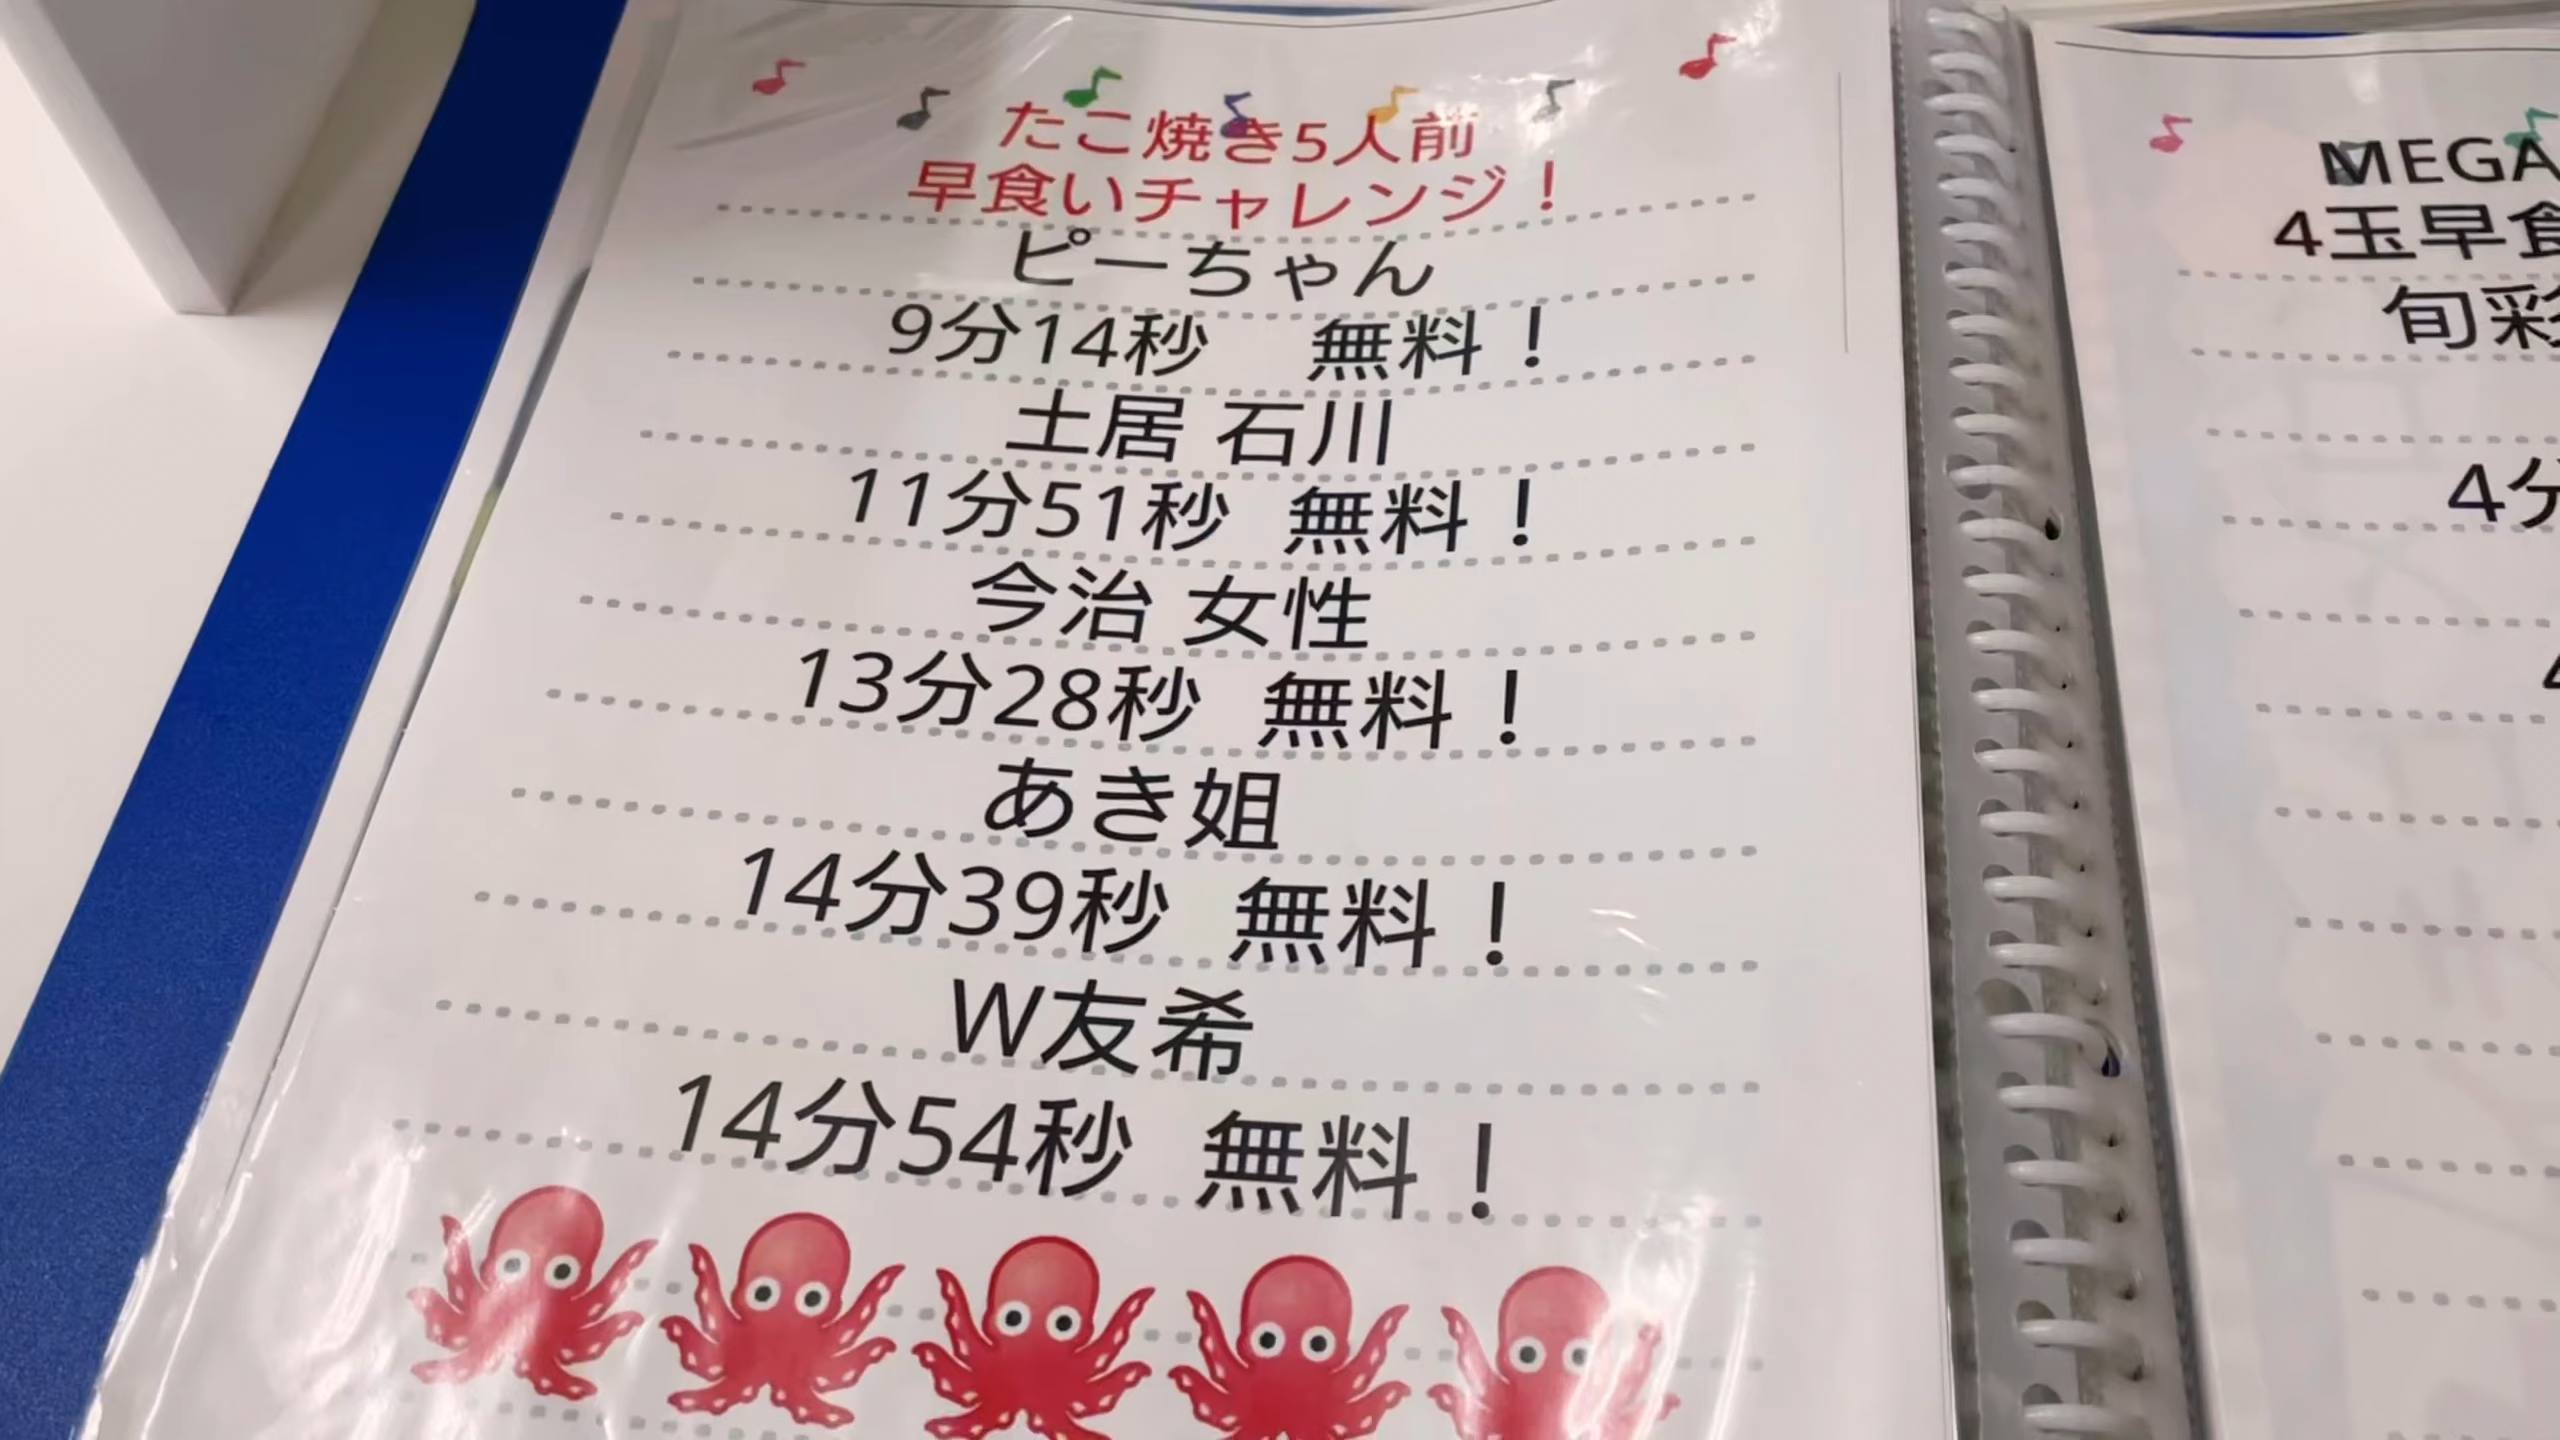 たこ焼き5人前
早食いチャレンジ！
ピーちゃん
9分14秒 無料！
土居 石川
11分51秒 無料！
今治 女性
13分28秒 無料！
あき姐
14分39秒 無料！
W友希
14分54秒 無料！
MEGA
4玉早食
旬彩
4分
4